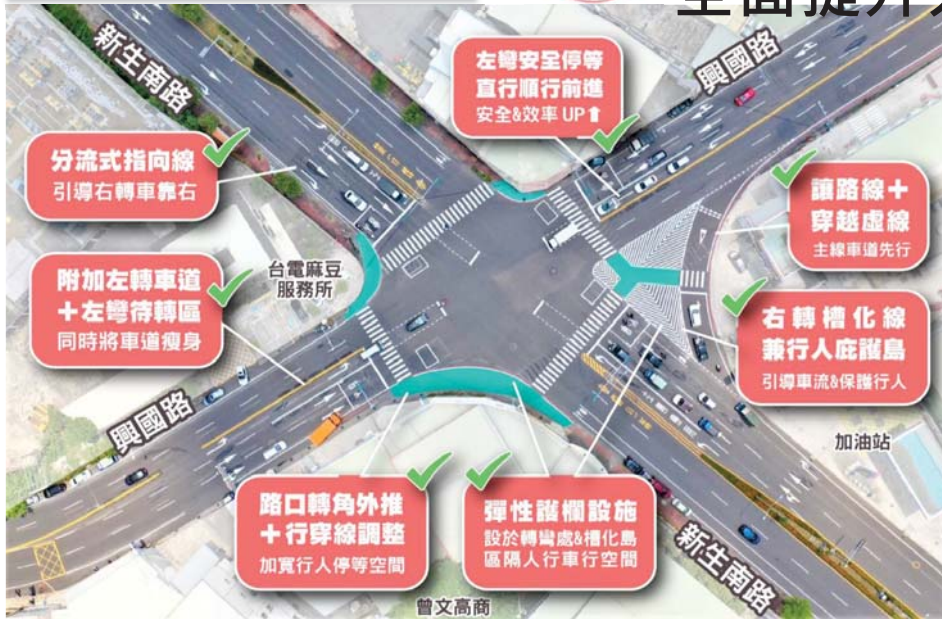 全面提升
新生南路
左彎安全停等
直行順行前進
安全&效率 UP⬆
興國路
分流式指向線
引導右轉車靠右
讓路線＋
穿越虛線
主線車道先行
台電麻豆
服務所
附加左轉車道
＋左彎待轉區
同時將車道瘦身
右轉槽化線
兼行人庇護島
引導車流&保護行人
興國路
加油站
路口轉角外推
＋行穿線調整
加寬行人停等空間
彈性護欄設施
設於轉彎處&槽化島
區隔人行車行空間
新生南路
曾文高商